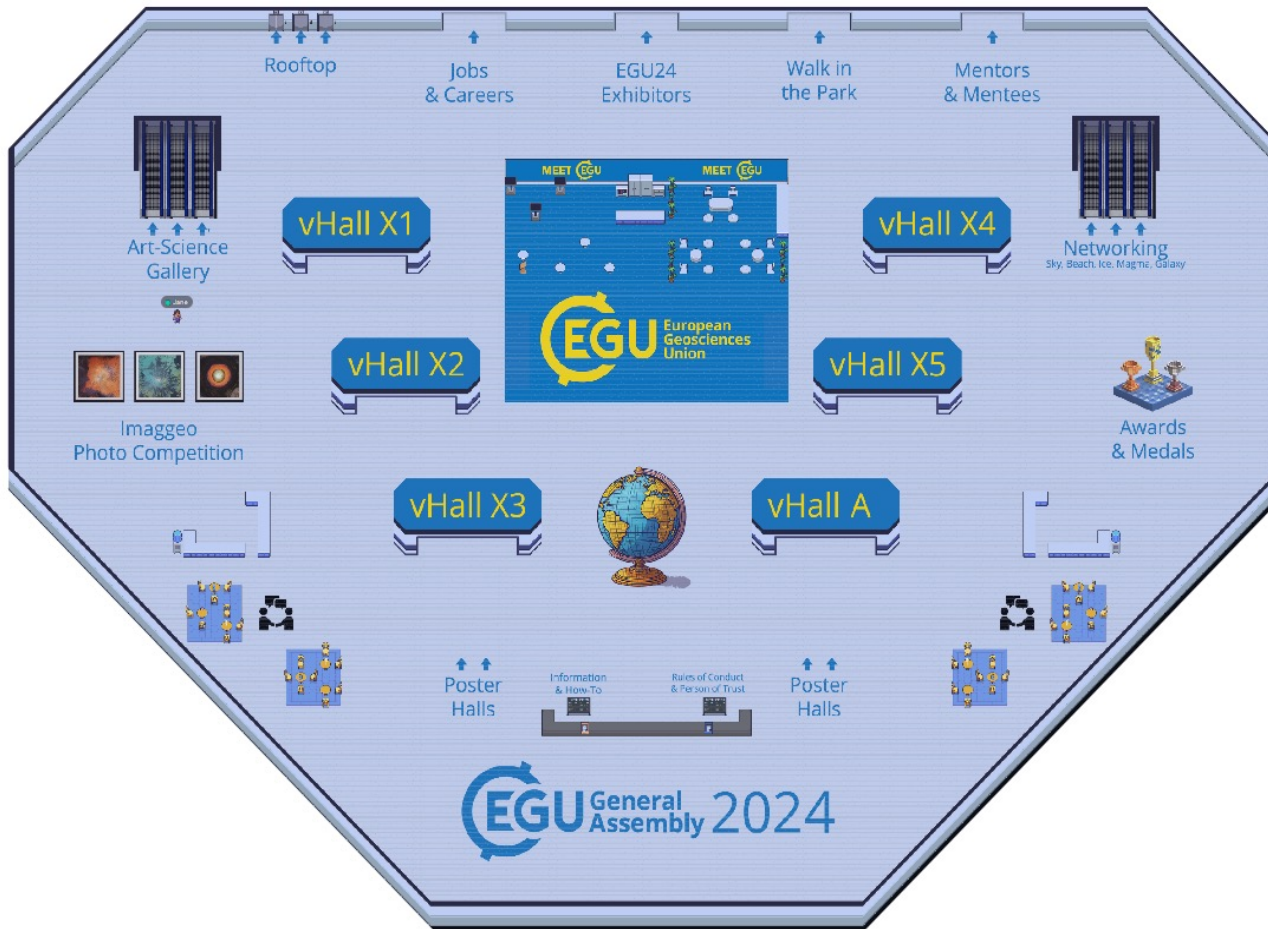 Rooftop
Jobs
& Careers
EGU24
Exhibitors
Walk in
the Park
Mentors
& Mentees
MEET EGU
MEET EGU
vHall X1
vHall X4
Art-Science
Gallery
Networking
Sky, Beach, Ice, Magma, Galaxy
Jana
EGU European
Geosciences
Union
vHall X2
vHall X5
Imaggeo
Photo Competition
Awards
& Medals
vHall X3
vHall A
Poster
Halls
Information
& How-To
Rules of Conduct
& Person of Trust
Poster
Halls
EGU General
Assembly 2024